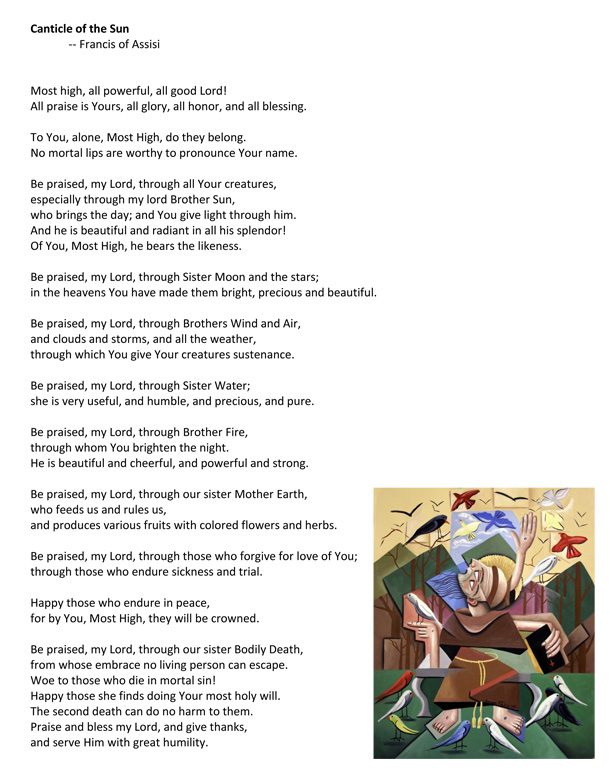 Canticle of the Sun
-- Francis of Assisi
Most high, all powerful, all good Lord!
All praise is Yours, all glory, all honor, and all blessing.
To You, alone, Most High, do they belong.
No mortal lips are worthy to pronounce Your name.
Be praised, my Lord, through all Your creatures,
especially through my lord Brother Sun,
who brings the day; and You give light through him.
And he is beautiful and radiant in all his splendor!
Of You, Most High, he bears the likeness.
Be praised, my Lord, through Sister Moon and the stars;
in the heavens You have made them bright, precious and beautiful.
Be praised, my Lord, through Brothers Wind and Air,
and clouds and storms, and all the weather,
through which You give Your creatures sustenance.
Be praised, my Lord, through Sister Water;
she is very useful, and humble, and precious, and pure.
Be praised, my Lord, through Brother Fire,
through whom You brighten the night.
He is beautiful and cheerful, and powerful and strong.
Be praised, my Lord, through our sister Mother Earth,
who feeds us and rules us,
and produces various fruits with colored flowers and herbs.
Be praised, my Lord, through those who forgive for love of You;
through those who endure sickness and trial.
Happy those who endure in peace,
for by You, Most High, they will be crowned.
Be praised, my Lord, through our sister Bodily Death,
from whose embrace no living person can escape.
Woe to those who die in mortal sin!
Happy those she finds doing Your most holy will.
The second death can do no harm to them.
Praise and bless my Lord, and give thanks,
and serve Him with great humility.